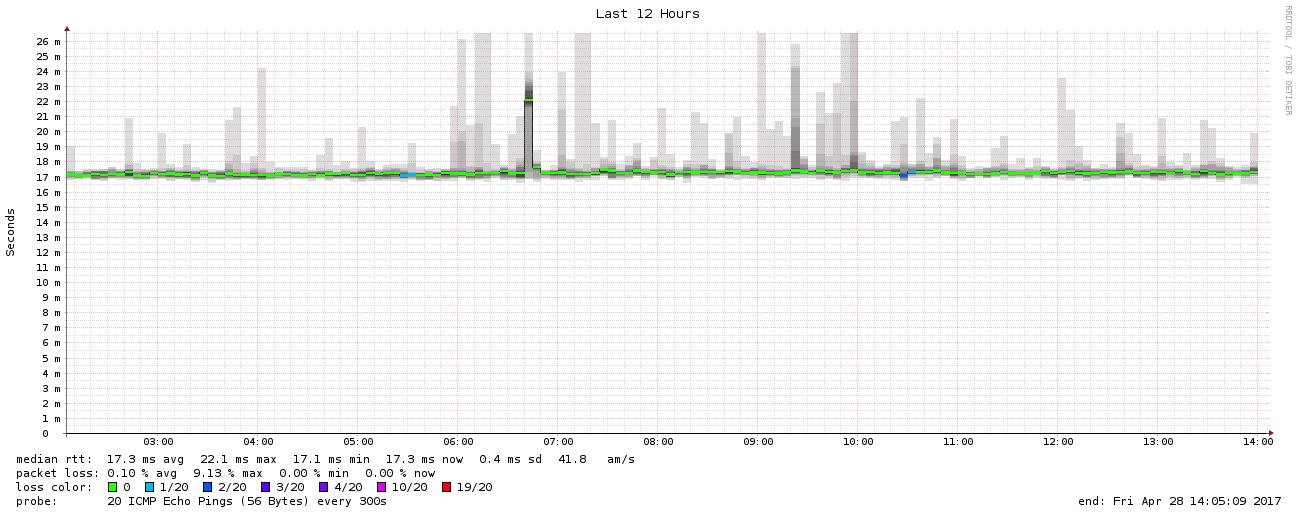 Last 12 Hours
RRDTOOL / TOBI OETIKER
Seconds
26 m
25 m
24 m
23 m
22 m
21 m
20 m
19 m
18 m
17 m
16 m
15 m
14 m
13 m
12 m
11 m
10 m
9 m
8 m
7 m
6 m
5 m
4 m
3 m
2 m
1 m
0
03:00 04:00 05:00 06:00 07:00 08:00 09:00 10:00 11:00 12:00 13:00 14:00
median rtt: 17.3 ms avg 22.1 ms max 17.1 ms min 17.3 ms now 0.4 ms sd 41.8 am/s
packet loss: 0.10 % avg 9.13 % max 0.00 % min 0.00 % now
loss color: 0 1/20 2/20 3/20 4/20 10/20 19/20
probe: 20 ICMP Echo Pings (56 Bytes) every 300s end: Fri Apr 28 14:05:09 2017